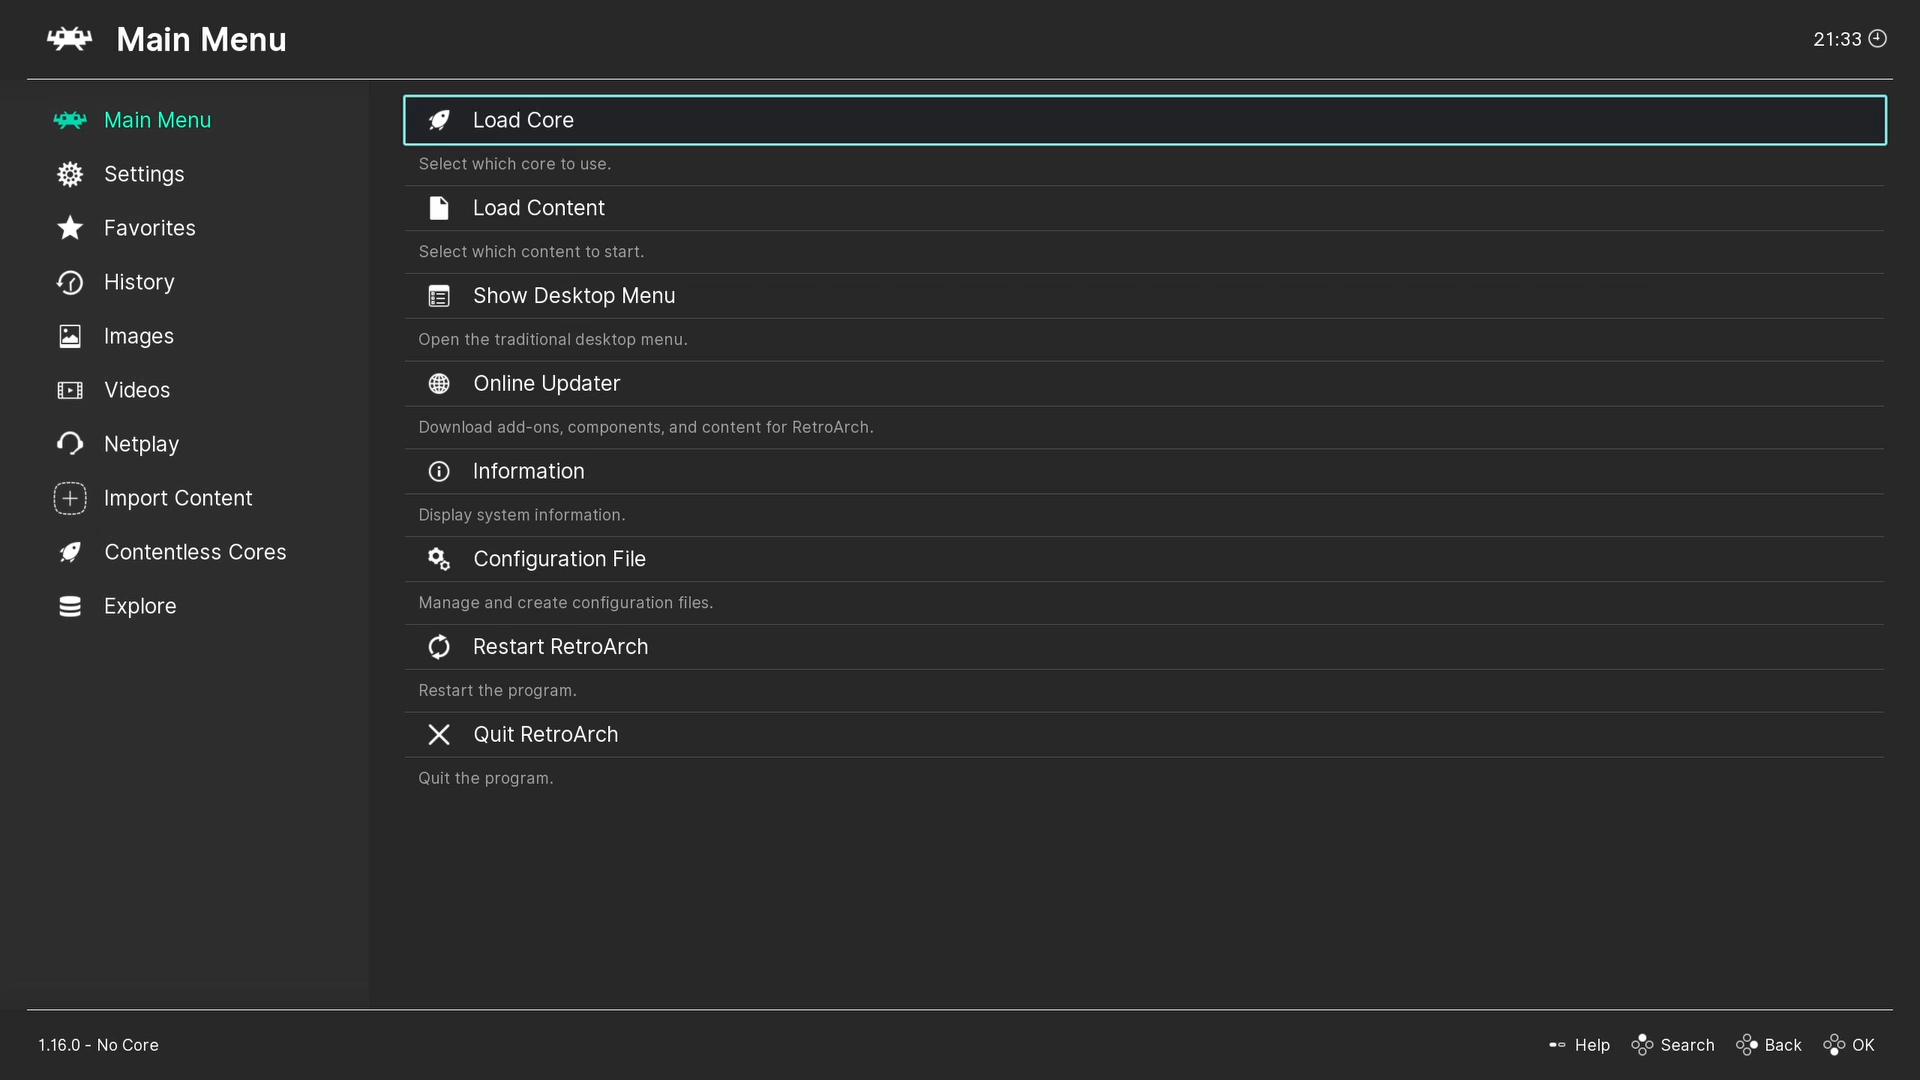 Main Menu
21:33
Main Menu
Settings
Favorites
History
Images
Videos
Netplay
Import Content
Contentless Cores
Explore
Load Core
Select which core to use.
Load Content
Select which content to start.
Show Desktop Menu
Open the traditional desktop menu.
Online Updater
Download add-ons, components, and content for RetroArch.
Information
Display system information.
Configuration File
Manage and create configuration files.
Restart RetroArch
Restart the program.
Quit RetroArch
Quit the program.
1.16.0 - No Core
Help Search Back OK